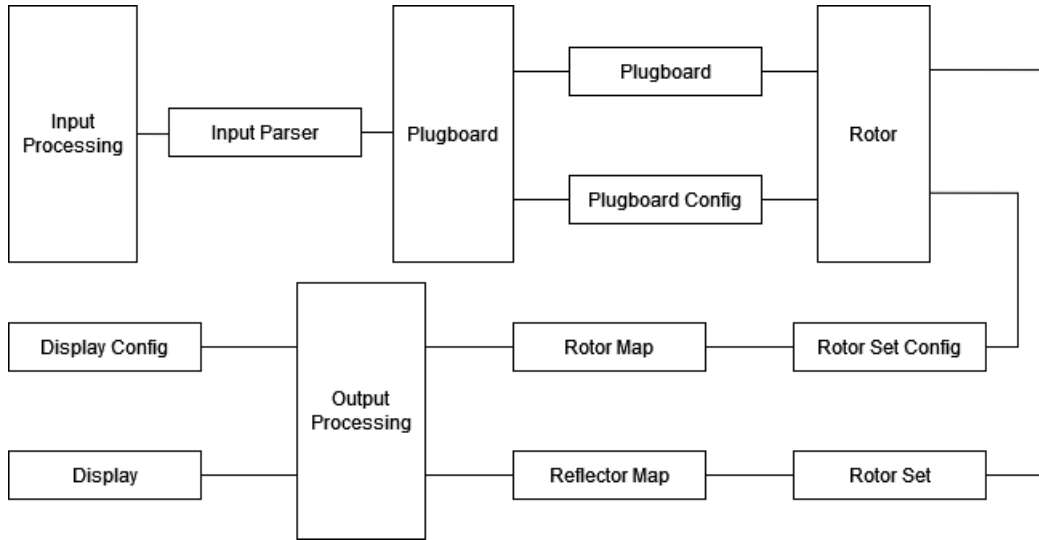 Input
Processing
Input Parser
Plugboard
Plugboard
Plugboard Config
Rotor
Display Config
Display
Output
Processing
Rotor Map
Reflector Map
Rotor Set Config
Rotor Set